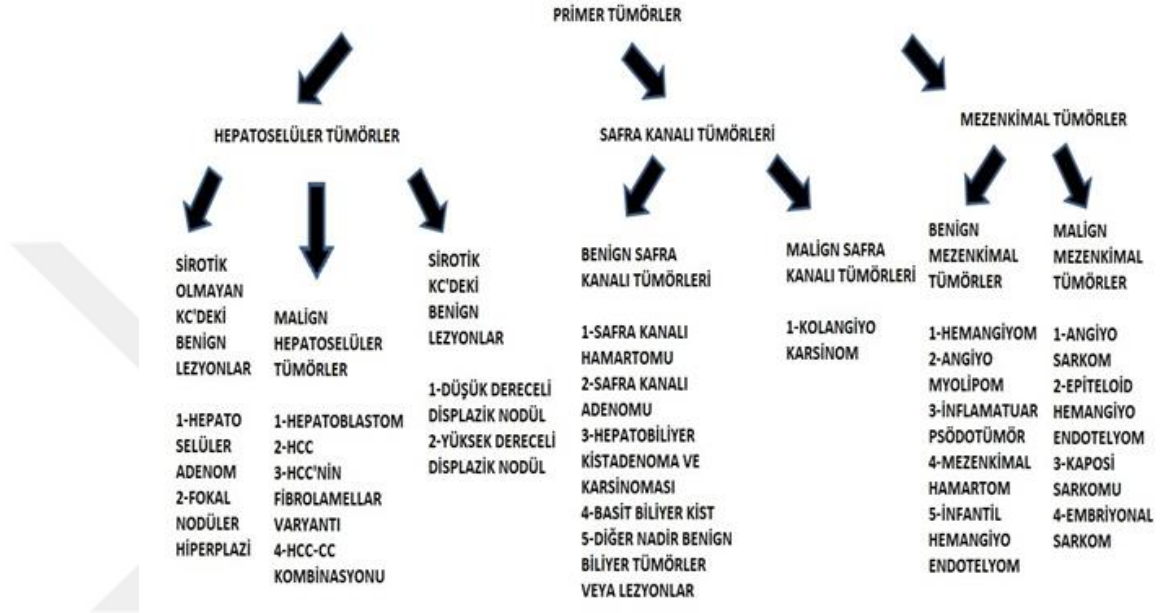 PRİMER TÜMÖRLER
HEPATOSELÜLER TÜMÖRLER
SAFRA KANALI TÜMÖRLERİ
MEZENKİMAL TÜMÖRLER
SİROTİK
OLMAYAN
KC'DEKİ
BENİGN
LEZYONLAR
1-HEPATO
SELÜLER
ADENOM
2-FOKAL
NODÜLER
HİPERPLAZİ
MALİGN
HEPATOSELÜLER
TÜMÖRLER
1-HEPATOBLASTOM
2-HCC
3-HCC'NİN
FİBROLAMELLAR
VARYANTI
4-HCC-CC
KOMBİNASYONU
SİROTİK
KC'DEKİ
BENİGN
LEZYONLAR
1-DÜŞÜK DERECELİ
DİSPLAZİK NODÜL
2-YÜKSEK DERECELİ
DİSPLAZİK NODÜL
BENİGN SAFRA
KANALI TÜMÖRLERİ
1-SAFRA KANALI
HAMARTOMU
2-SAFRA KANALI
ADENOMU
3-HEPATOBİLİYER
KİSTADENOMA VE
KARSİNOMASI
4-BASİT BİLİYER KİST
5-DİĞER NADİR BENİGN
BİLİYER TÜMÖRLER
VEYA LEZYONLAR
MALİGN SAFRA
KANALI TÜMÖRLERİ
1-KOLANGİYO
KARSİNOM
BENİGN
MEZENKİMAL
TÜMÖRLER
1-HEMANGİYOM
2-ANGİYO
MYOLİPOM
3-İNFLAMATUAR
PSÖDOTÜMÖR
4-MEZENKİMAL
HAMARTOM
5-İNFANTİL
HEMANGİYO
ENDOTELYOM
MALİGN
MEZENKİMAL
TÜMÖRLER
1-ANGİYO
SARKOM
2-EPİTELOİD
HEMANGİYO
ENDOTELYOM
3-KAPOSİ
SARKOMU
4-EMBRİYONAL
SARKOM